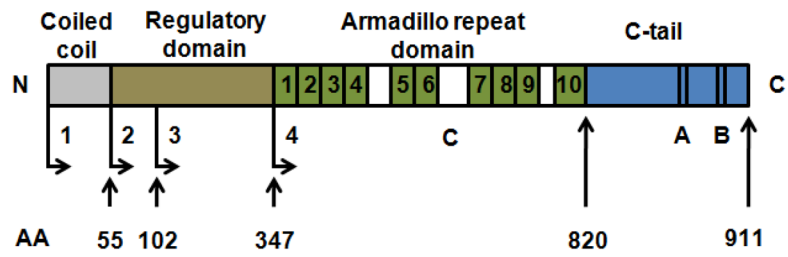 Coiled coil
Regulatory domain
Armadillo repeat domain
C-tail
N 1 2 3 4 5 6 7 8 9 10 C
1 2 3 4 C A B
AA 55 102 347 820 911